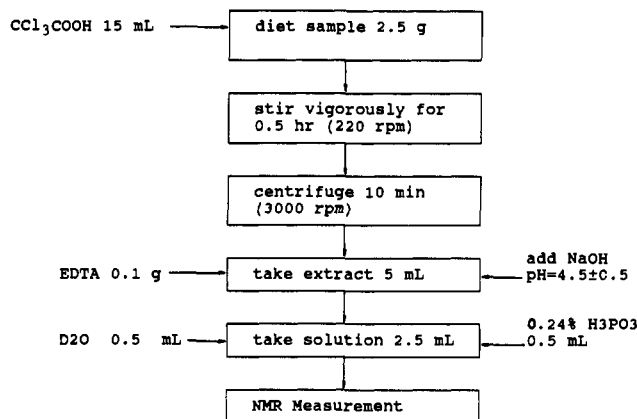 CCl3COOH 15 mL
diet sample 2.5 g
stir vigorously for
0.5 hr (220 rpm)
centrifuge 10 min
(3000 rpm)
EDTA 0.1 g
take extract 5 mL
add NaOH
pH=4.5±0.5
D2O 0.5 mL
take solution 2.5 mL
0.24% H3PO3
0.5 mL
NMR Measurement